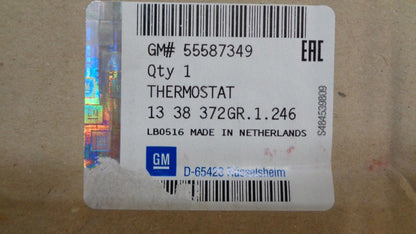 GM# 55587349
EAC
Qty 1
THERMOSTAT
13 38 372GR.1.246
LB0516 MADE IN NETHERLANDS
S484539809
GM
D-65423 Rüsselsheim